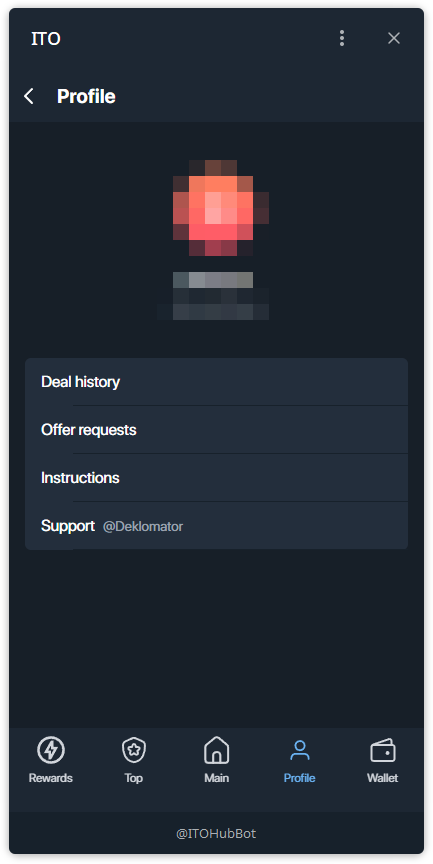 ITO
Profile
Deal history
Offer requests
Instructions
Support @Deklomator
Rewards Top Main Profile Wallet
@ITOHubBot